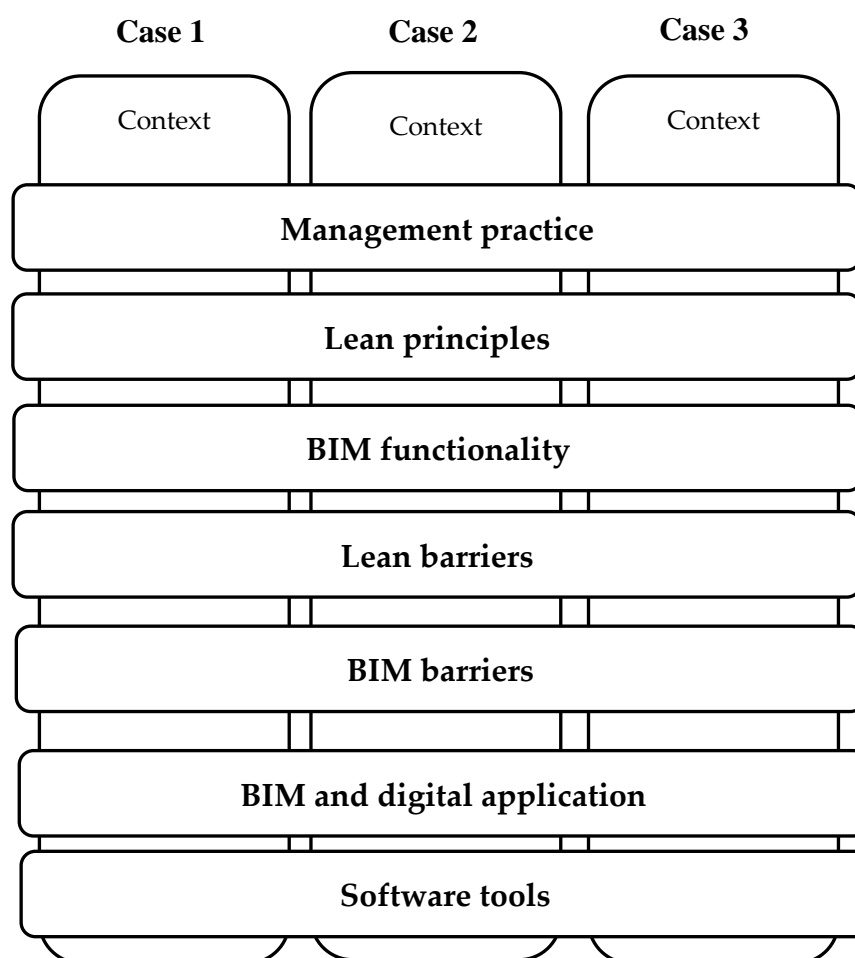 Case 1 Case 2 Case 3
Context Context Context
Management practice
Lean principles
BIM functionality
Lean barriers
BIM barriers
BIM and digital application
Software tools